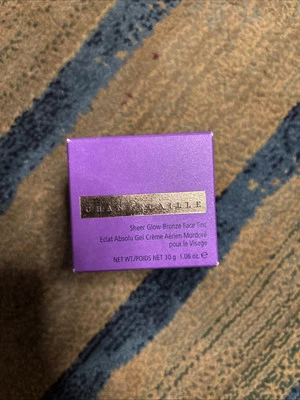 CHANTECAILLE
Sheer Glow Bronze Face Tint
Eclat Absolu Gel Crème Aérien Mordoré
pour le Visage
NET WT/POIDS NET 30 g 1.06 oz. ℮